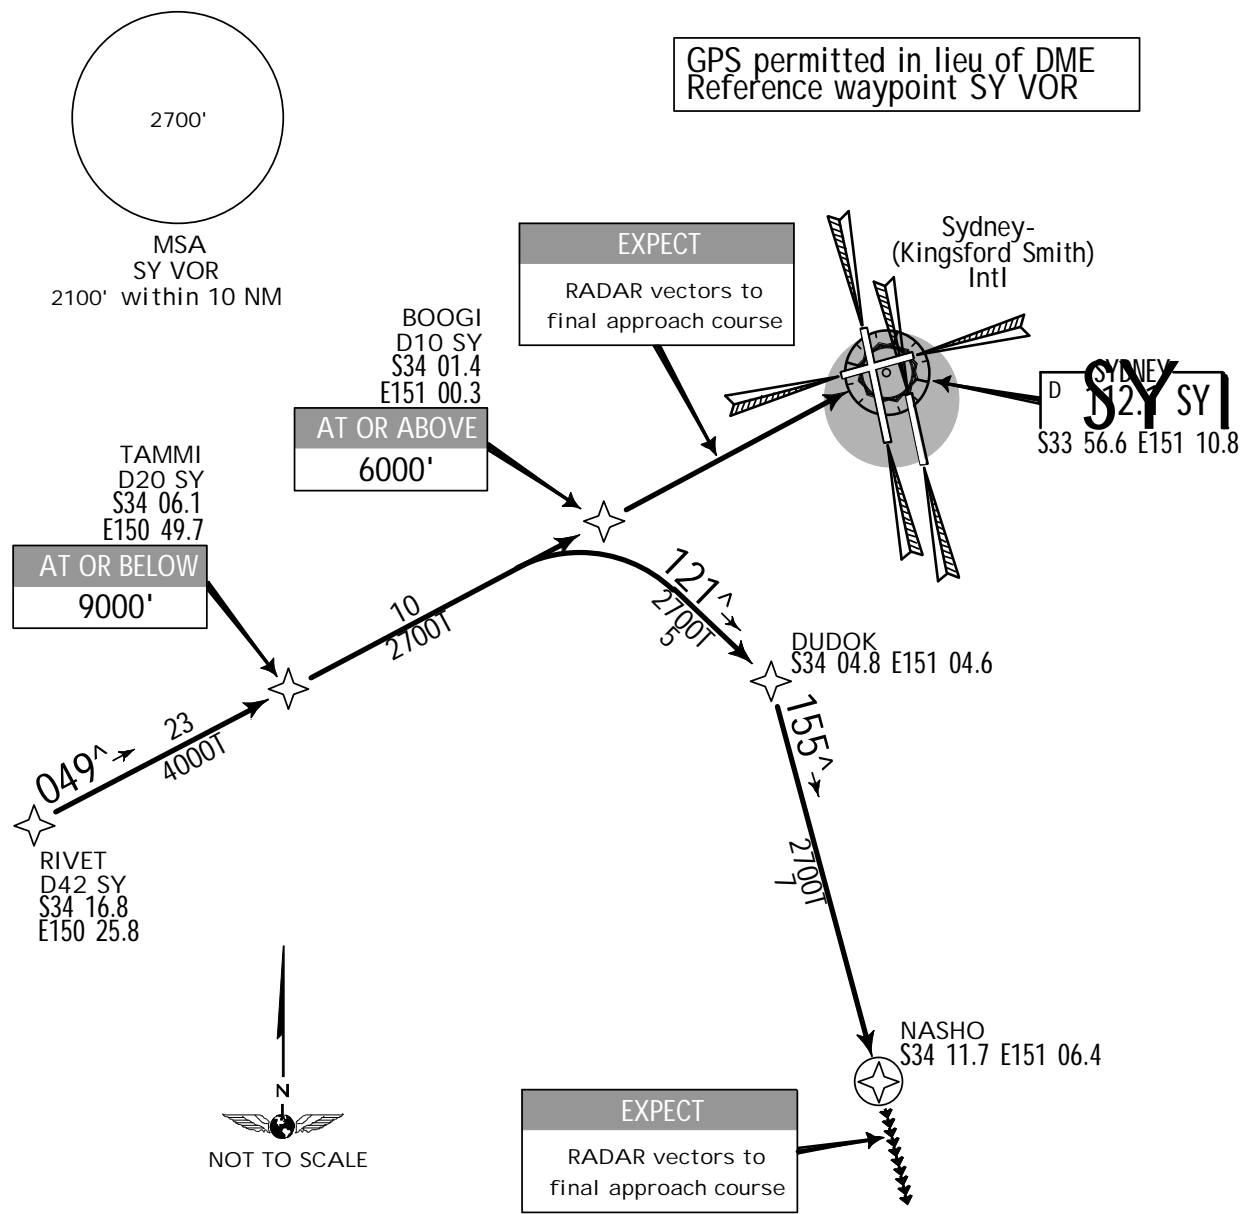 GPS permitted in lieu of DME
Reference waypoint SY VOR
2700'
MSA
SY VOR
2100' within 10 NM
EXPECT
RADAR vectors to
final approach course
Sydney-
(Kingsford Smith)
Intl
BOOGI
D10 SY
S34 01.4
E151 00.3
AT OR ABOVE
6000'
D
SYDNEY
SY
S33 56.6 E151 10.8
TAMMI
D20 SY
S34 06.1
E150 49.7
AT OR BELOW
9000'
10
2700T
121^
2700T
5
DUDOK
S34 04.8 E151 04.6
049^
23
4000T
155^
2700T
7
RIVET
D42 SY
S34 16.8
E150 25.8
NASHO
S34 11.7 E151 06.4
N
NOT TO SCALE
EXPECT
RADAR vectors to
final approach course